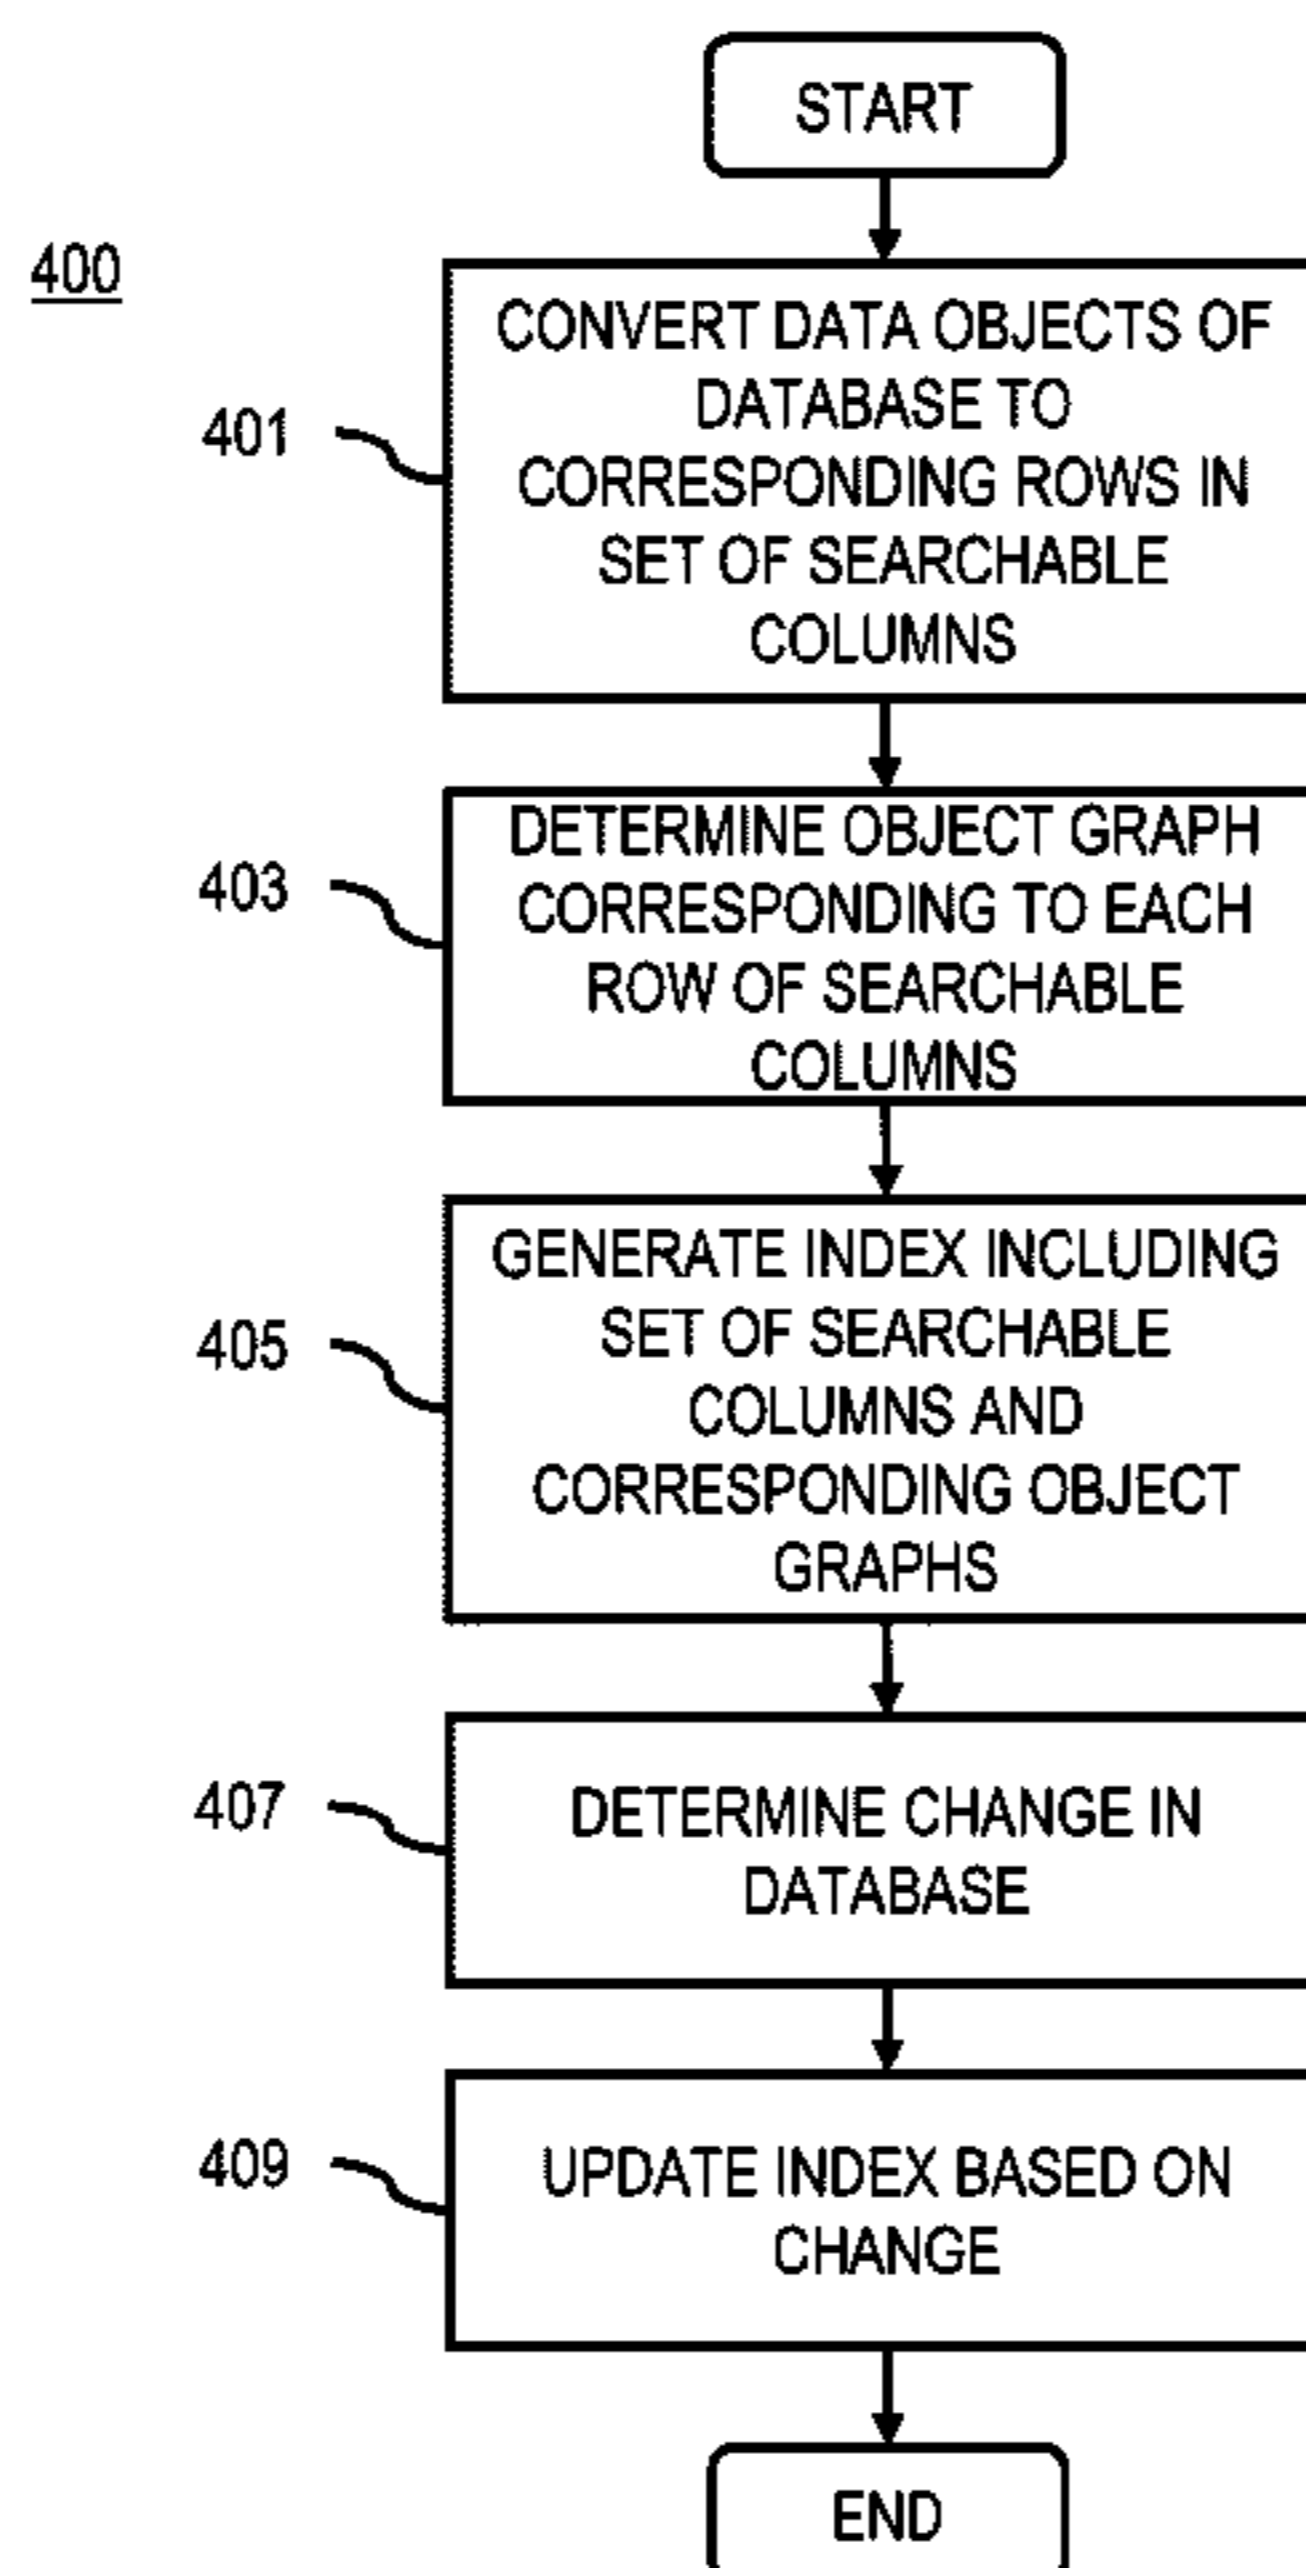 START
400
CONVERT DATA OBJECTS OF
DATABASE TO
CORRESPONDING ROWS IN
SET OF SEARCHABLE
COLUMNS
401
DETERMINE OBJECT GRAPH
CORRESPONDING TO EACH
ROW OF SEARCHABLE
COLUMNS
403
GENERATE INDEX INCLUDING
SET OF SEARCHABLE
COLUMNS AND
CORRESPONDING OBJECT
GRAPHS
405
DETERMINE CHANGE IN
DATABASE
407
UPDATE INDEX BASED ON
CHANGE
409
END